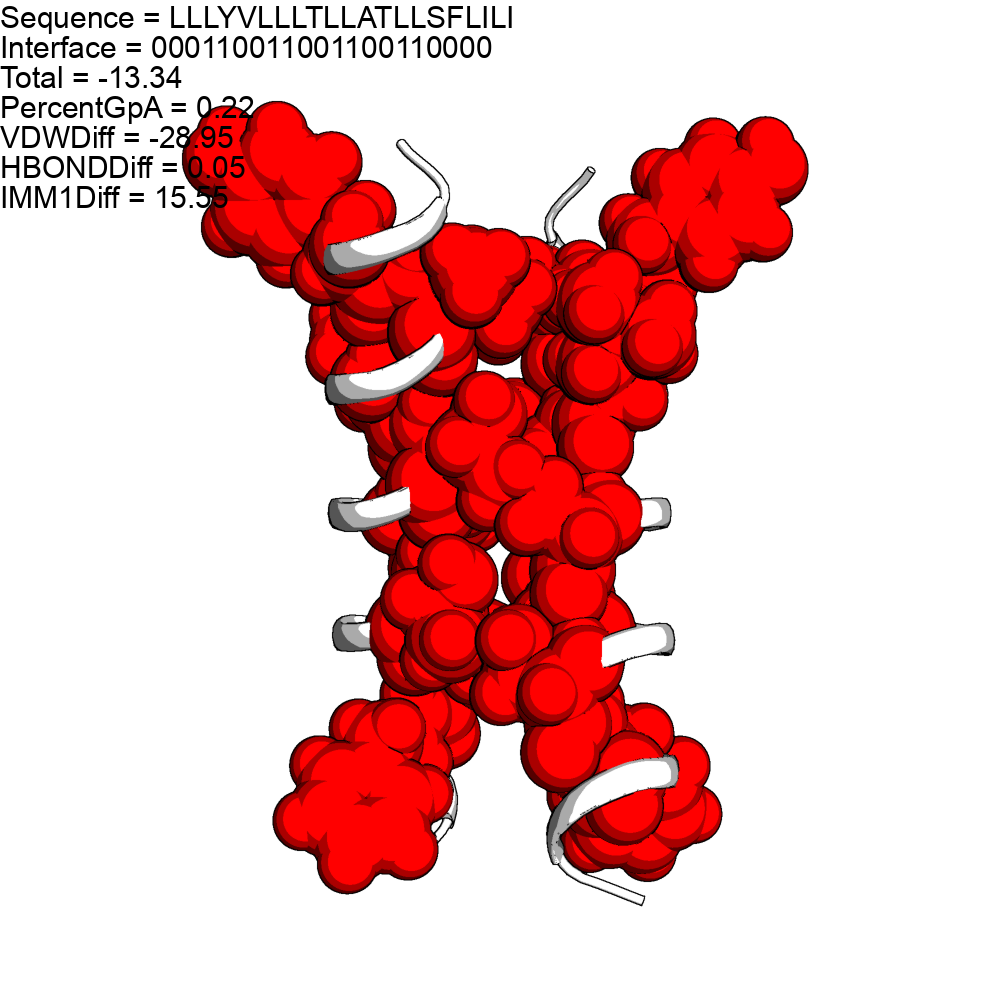 Sequence = LLLYVLLLTLLATLLSFLILI
Interface = 000110011001100110000
Total = -13.34
PercentGpA = 0.22
VDWDiff = -28.95
HBONDDiff = 0.05
IMM1Diff = 15.55